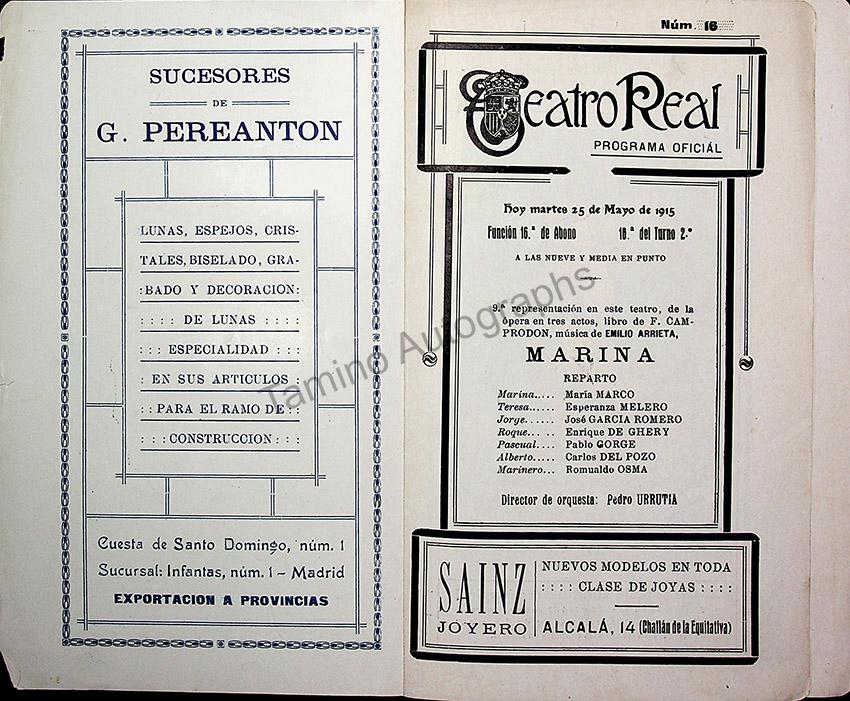 SUCESORES
DE
G. PEREANTON
LUNAS, ESPEJOS, CRIS-
TALES, BISELADO, GRA-
:BADO Y DECORACION:
: : : : DE LUNAS : : : :
: : : ESPECIALIDAD : : :
: EN SUS ARTICULOS :
: : PARA EL RAMO DE : :
: : : CONSTRUCCION : : :
Cuesta de Santo Domingo, núm. 1
Sucursal: Infantas, núm. 1 – Madrid
EXPORTACION A PROVINCIAS
Núm. 16
Teatro Real
PROGRAMA OFICIÁL
Hoy martes 25 de Mayo de 1915
Función 16.ª de Abono 16.ª del Turno 2.º
A LAS NUEVE Y MEDIA EN PUNTO
9.ª representación en este teatro, de la
ópera en tres actos, libro de F. CAM-
PRODON, música de EMILIO ARRIETA,
MARINA
REPARTO
Marina..... María MARCO
Teresa...... Esperanza MELERO
Jorge...... José GARCIA ROMERO
Roque...... Enrique DE GHERY
Pascual.... Pablo GORGE
Alberto..... Carlos DEL POZO
Marinero... Romualdo OSMA
Director de orquesta: Pedro URRUTIA
SAINZ
JOYERO
NUEVOS MODELOS EN TODA
: : : : CLASE DE JOYAS : : : :
ALCALÁ, 14 (Chaflán de la Equitativa)
Tamino Autographs